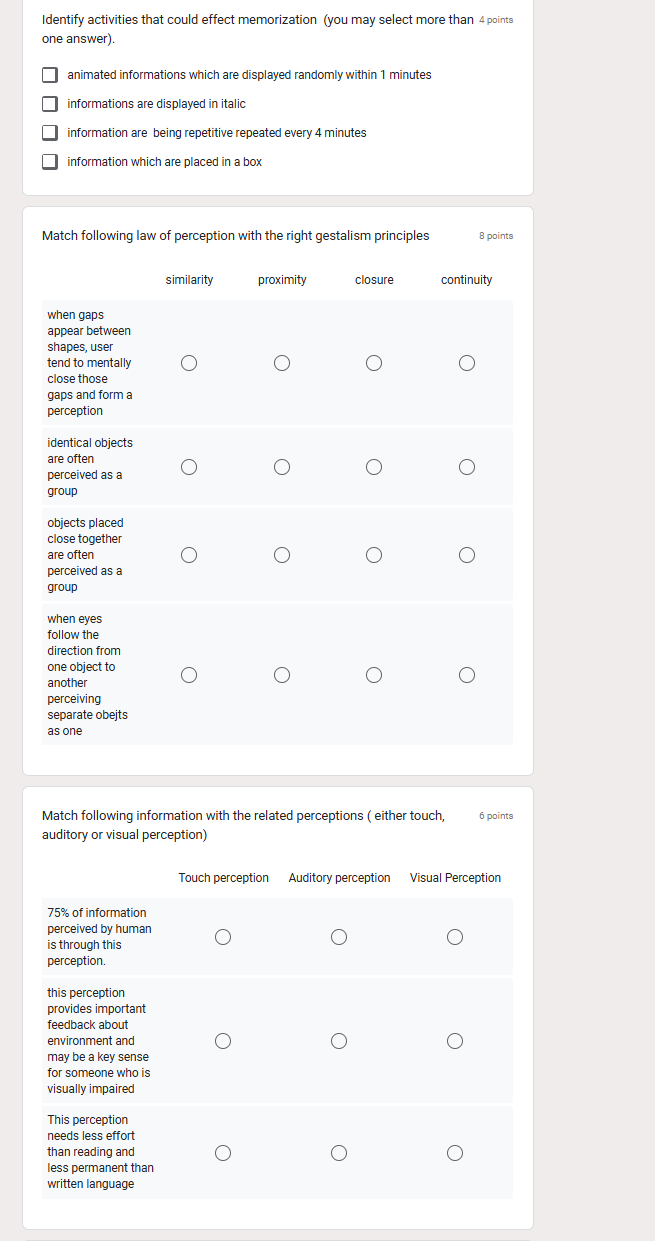 Identify activities that could effect memorization  (you may select more than 4 points
one answer).
animated informations which are displayed randomly within 1 minutes
informations are displayed in italic
information are  being repetitive repeated every 4 minutes
information which are placed in a box
Match following law of perception with the right gestalism principles 8 points
similarity proximity closure continuity
when gaps
appear between
shapes, user
tend to mentally
close those
gaps and form a
perception
identical objects
are often
perceived as a
group
objects placed
close together
are often
perceived as a
group
when eyes
follow the
direction from
one object to
another
perceiving
separate obejts
as one
Match following information with the related perceptions ( either touch, 6 points
auditory or visual perception)
Touch perception Auditory perception Visual Perception
75% of information
perceived by human
is through this
perception.
this perception
provides important
feedback about
environment and
may be a key sense
for someone who is
visually impaired
This perception
needs less effort
than reading and
less permanent than
written language